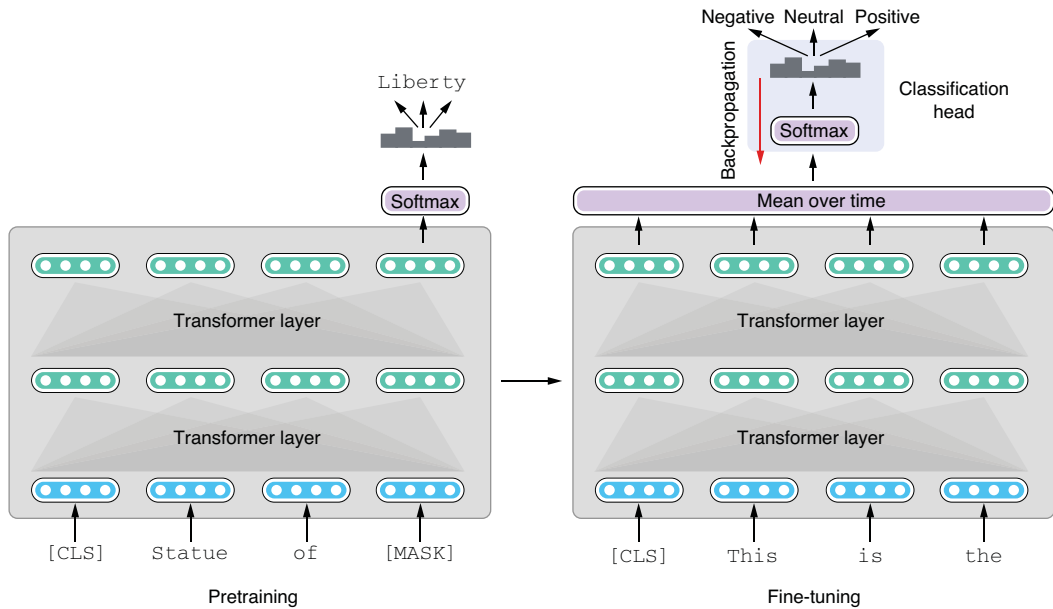 Liberty
Softmax
Transformer layer
Transformer layer
[CLS] Statue of [MASK]
Pretraining
Negative Neutral Positive
Backpropagation
Softmax
Classification
head
Mean over time
Transformer layer
Transformer layer
[CLS] This is the
Fine-tuning